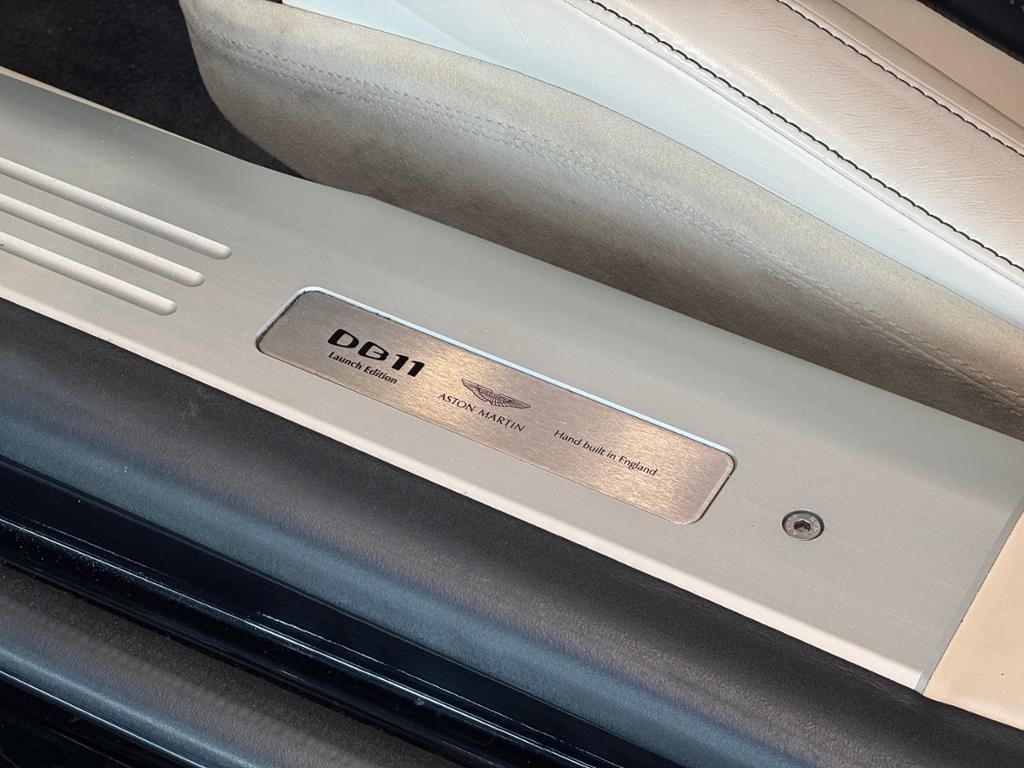 DB11
Launch Edition
ASTON MARTIN
Hand built in England